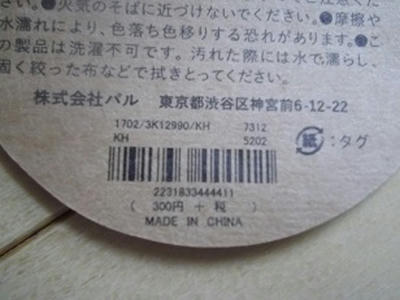 さい。●火気のそばに近づけないでください。●摩擦や
水濡れにより、色落ち色移りする恐れがあります。●こ
の製品は洗濯不可です。汚れた際には水で濡らし、
固く絞った布などで拭きとってください。
株式会社パル 東京都渋谷区神宮前6-12-22
1702/3K12990/KH 7312
KH 5202
紙:タグ
2231833444411
( 300円 + 税 )
MADE IN CHINA